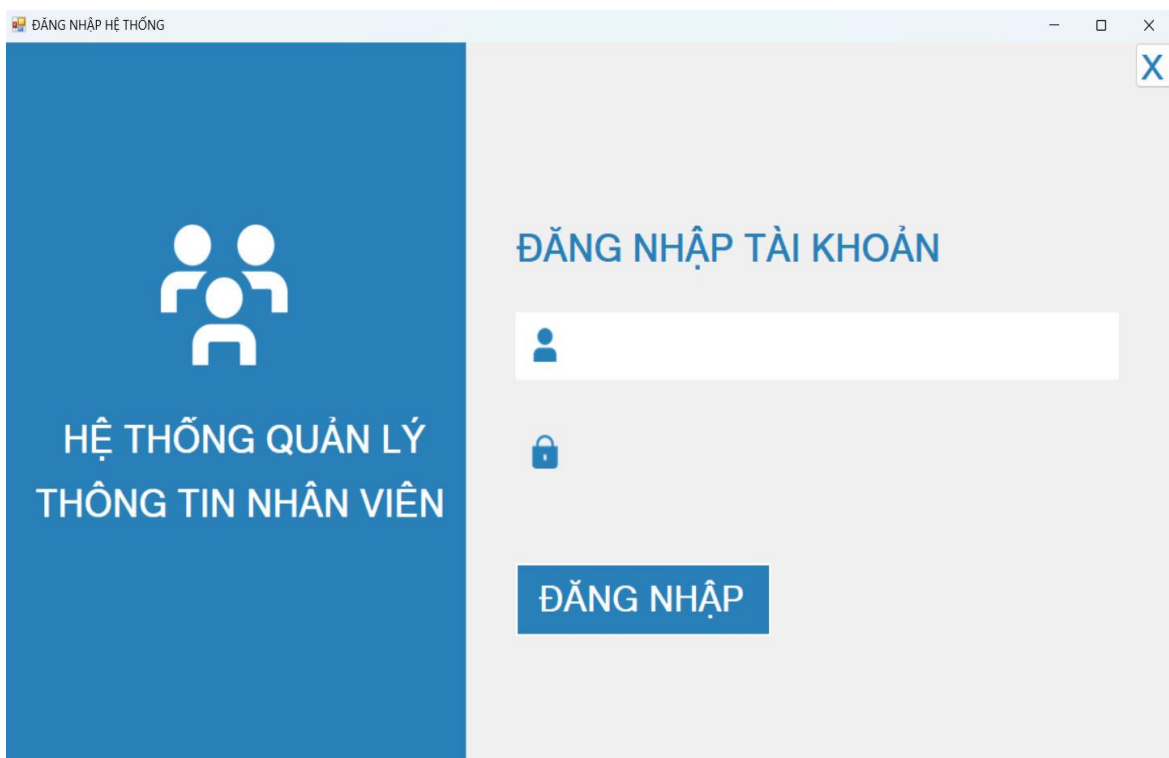 ĐĂNG NHẬP HỆ THỐNG
X
HỆ THỐNG QUẢN LÝ
THÔNG TIN NHÂN VIÊN
ĐĂNG NHẬP TÀI KHOẢN
ĐĂNG NHẬP